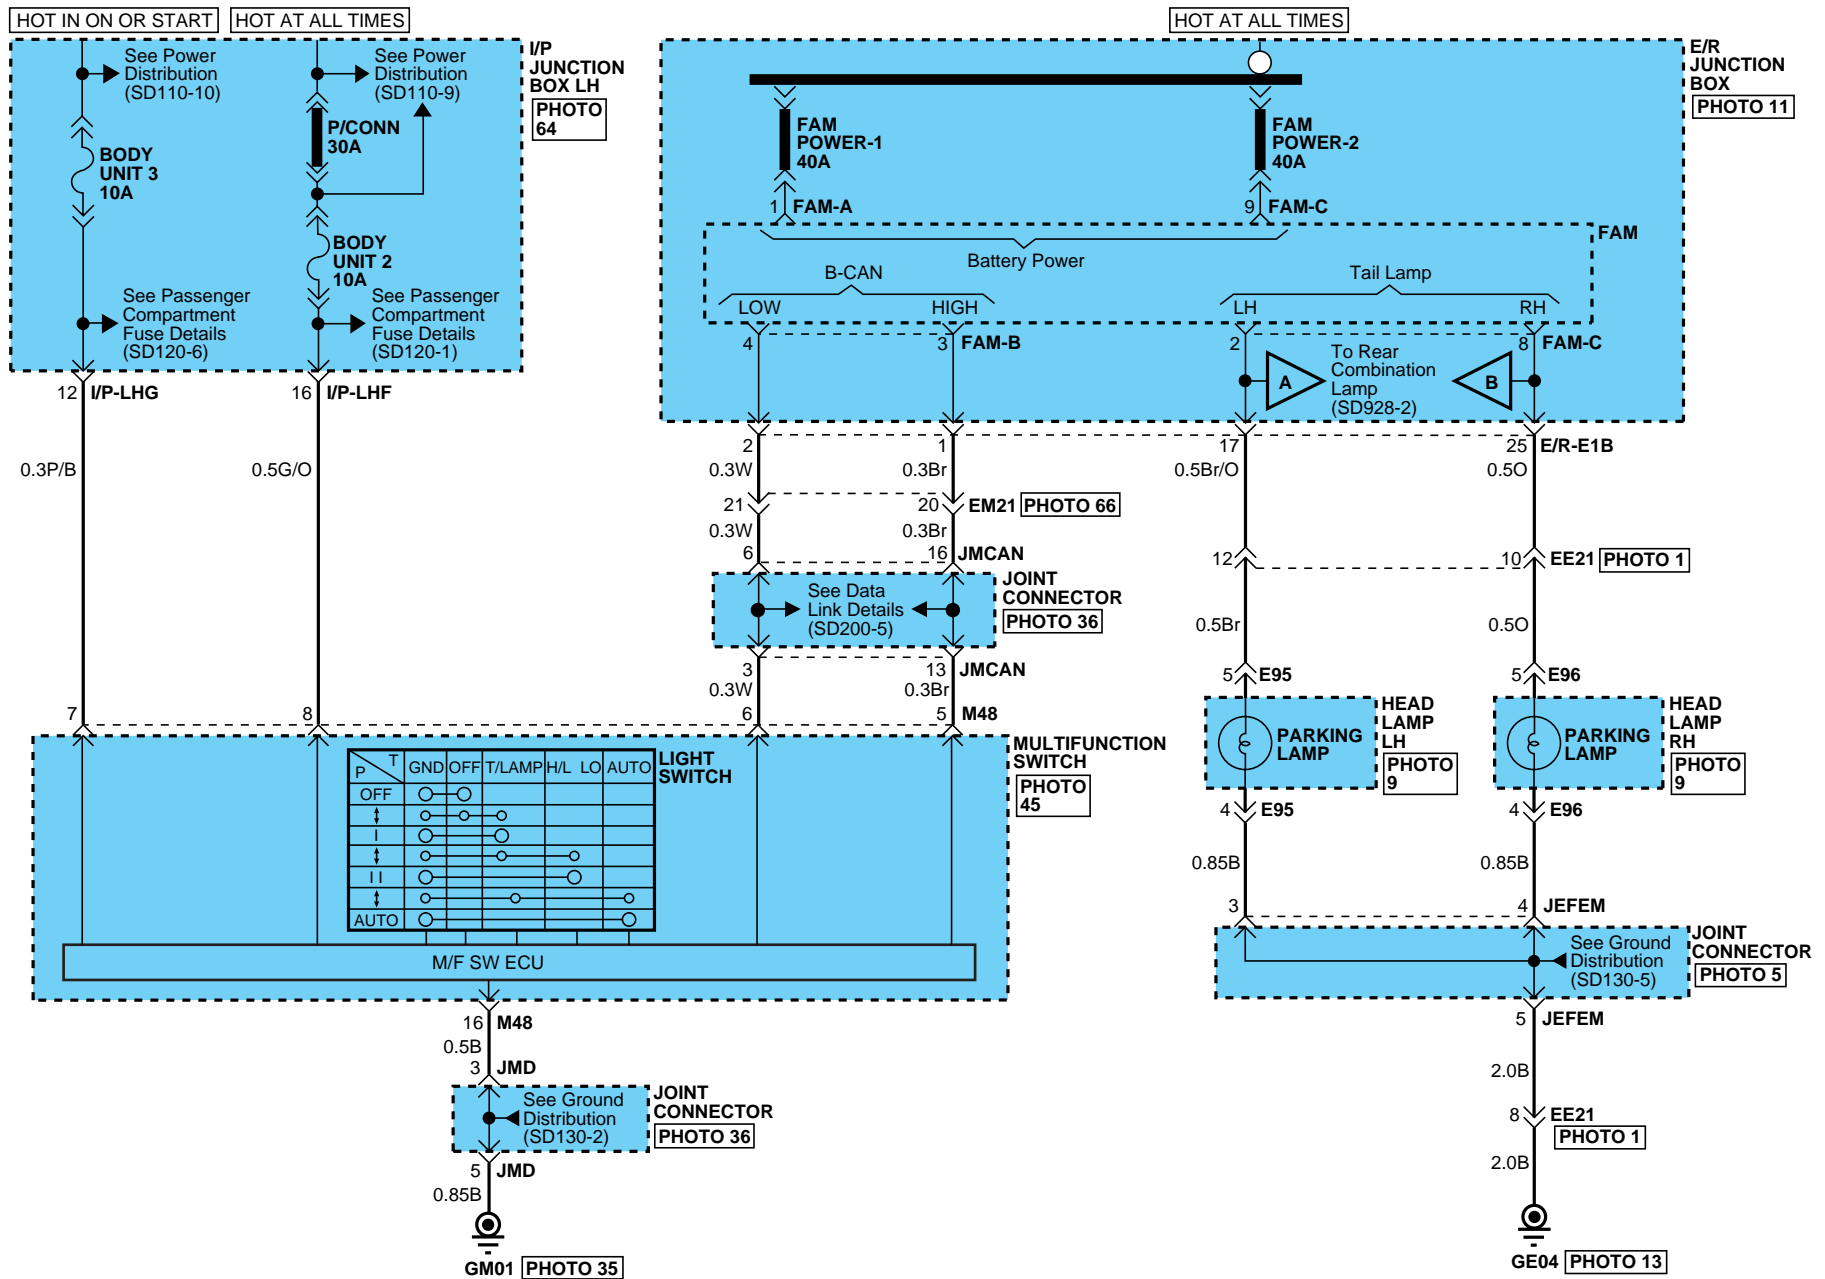 HOT IN ON OR START
HOT AT ALL TIMES
HOT AT ALL TIMES
See Power
Distribution
(SD110-10)
See Power
Distribution
(SD110-9)
I/P
JUNCTION
BOX LH
PHOTO
64
BODY
UNIT 3
10A
P/CONN
30A
BODY
UNIT 2
10A
See Passenger
Compartment
Fuse Details
(SD120-6)
See Passenger
Compartment
Fuse Details
(SD120-1)
12 I/P-LHG
16 I/P-LHF
0.3P/B
0.5G/O
E/R
JUNCTION
BOX
PHOTO 11
FAM
POWER-1
40A
FAM
POWER-2
40A
1 FAM-A
9 FAM-C
FAM
Battery Power
B-CAN
Tail Lamp
LOW
HIGH
LH
RH
4
3 FAM-B
2
8 FAM-C
A
To Rear
Combination
Lamp
(SD928-2)
B
2
1
17
25 E/R-E1B
0.3W
0.3Br
0.5Br/O
0.5O
21
20 EM21 PHOTO 66
0.3W
0.3Br
6
16 JMCAN
12
10 EE21 PHOTO 1
See Data
Link Details
(SD200-5)
JOINT
CONNECTOR
PHOTO 36
3
13 JMCAN
0.3W
0.3Br
0.5Br
0.5O
5 E95
5 E96
7
8
6
5 M48
PARKING
LAMP
HEAD
LAMP
LH
PHOTO
9
PARKING
LAMP
HEAD
LAMP
RH
PHOTO
9
4 E95
4 E96
0.85B
0.85B
3
4 JEFEM
MULTIFUNCTION
SWITCH
PHOTO
45
LIGHT
SWITCH
P T GND OFF T/LAMP H/L LO AUTO
OFF
I
I I
AUTO
M/F SW ECU
See Ground
Distribution
(SD130-5)
JOINT
CONNECTOR
PHOTO 5
5 JEFEM
2.0B
8 EE21
PHOTO 1
2.0B
GE04 PHOTO 13
16 M48
0.5B
3 JMD
See Ground
Distribution
(SD130-2)
JOINT
CONNECTOR
PHOTO 36
5 JMD
0.85B
GM01 PHOTO 35